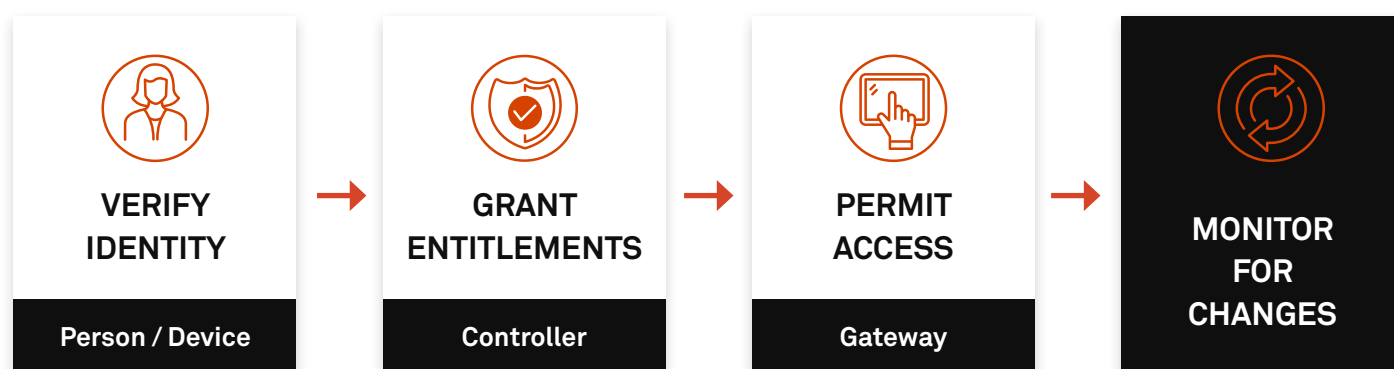 VERIFY
IDENTITY
Person / Device
GRANT
ENTITLEMENTS
Controller
PERMIT
ACCESS
Gateway
MONITOR
FOR
CHANGES